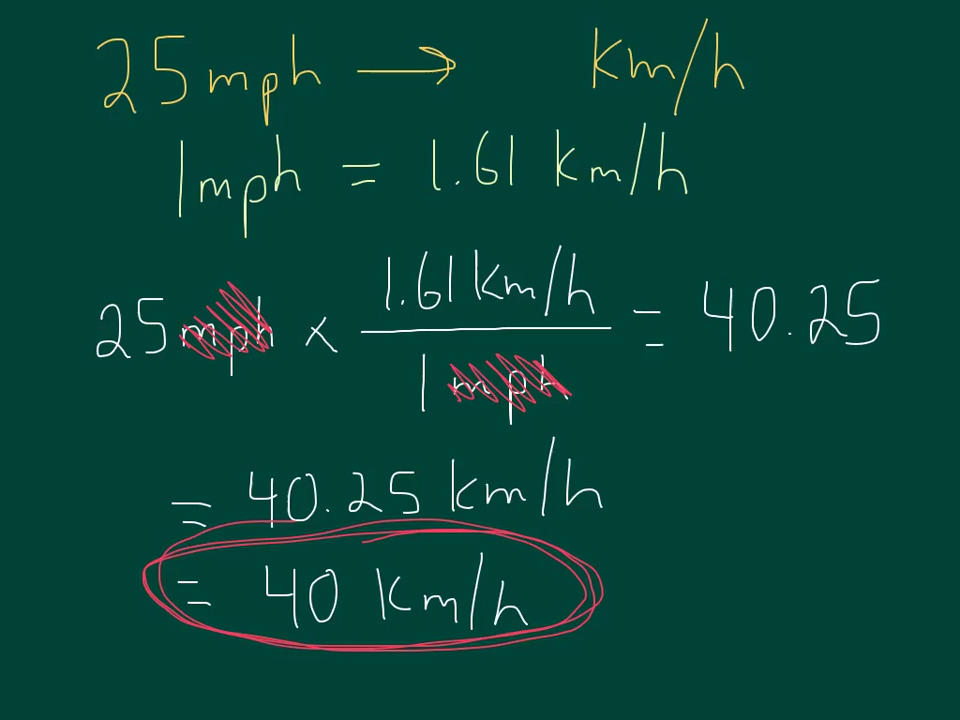 25mph → km/h
1mph = 1.61 km/h
25mph × 1.61 km/h / 1 mph = 40.25
= 40.25 km/h
= 40 km/h